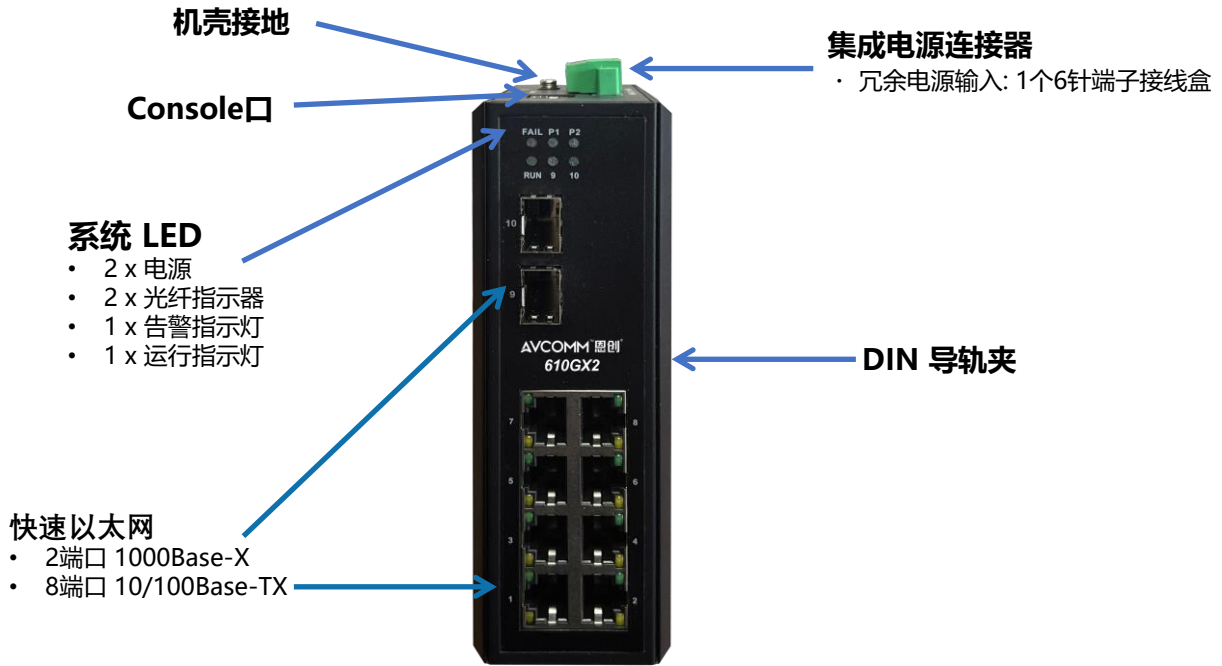 机壳接地
集成电源连接器
· 冗余电源输入: 1个6针端子接线盒
Console口
FAIL P1 P2
RUN 9 10
10
系统 LED
• 2 x 电源
• 2 x 光纤指示器
• 1 x 告警指示灯
• 1 x 运行指示灯
9
AVCOMM 恩创
610GX2
DIN 导轨夹
7 8
5 6
3 4
1 2
快速以太网
• 2端口 1000Base-X
• 8端口 10/100Base-TX